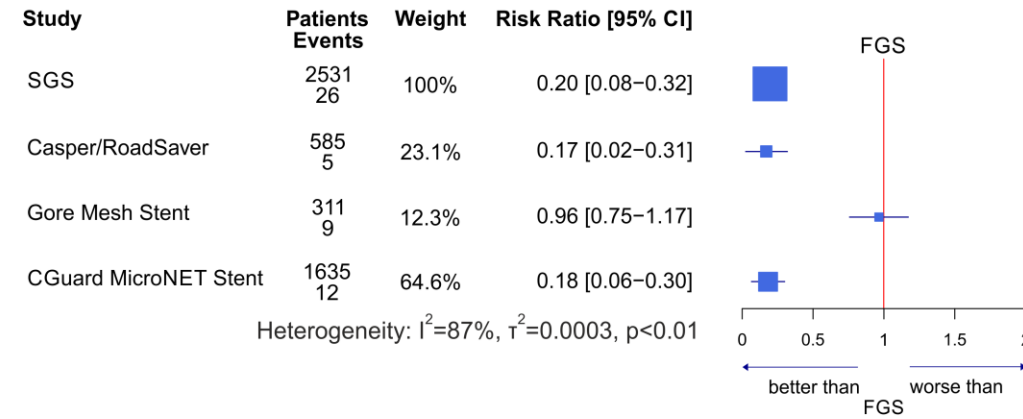 Study Patients Events Weight Risk Ratio [95% CI]
FGS
SGS 2531 26 100% 0.20 [0.08−0.32]
Casper/RoadSaver 585 5 23.1% 0.17 [0.02−0.31]
Gore Mesh Stent 311 9 12.3% 0.96 [0.75−1.17]
CGuard MicroNET Stent 1635 12 64.6% 0.18 [0.06−0.30]
Heterogeneity: I²=87%, τ²=0.0003, p<0.01
0 0.5 1 1.5 2
better than worse than
FGS